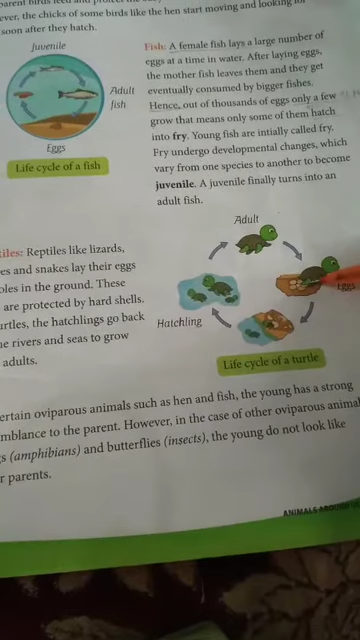 parent birds feed and protect the
ever, the chicks of some birds like the hen start moving and looking for
soon after they hatch.
Juvenile
Adult
fish
Eggs
Life cycle of a fish
Fish: A female fish lays a large number of
eggs at a time in water. After laying eggs,
the mother fish leaves them and they get
eventually consumed by bigger fishes.
Hence, out of thousands of eggs only a few
grow that means only some of them hatch
into fry. Young fish are intially called fry.
Fry undergo developmental changes, which
vary from one species to another to become
juvenile. A juvenile finally turns into an
adult fish.
tiles: Reptiles like lizards,
es and snakes lay their eggs
oles in the ground. These
are protected by hard shells.
urtles, the hatchlings go back
he rivers and seas to grow
adults.
Adult
Eggs
Hatchling
Life cycle of a turtle
ertain oviparous animals such as hen and fish, the young has a strong
mblance to the parent. However, in the case of other oviparous animal
gs (amphibians) and butterflies (insects), the young do not look like
r parents.
ANIMALS AROUND US